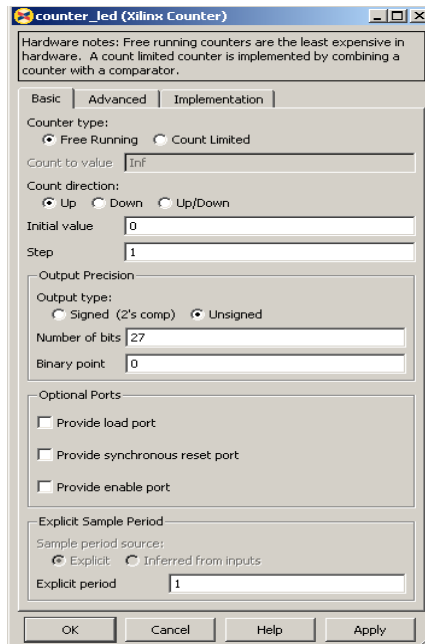 counter_led (Xilinx Counter)
Hardware notes: Free running counters are the least expensive in
hardware. A count limited counter is implemented by combining a
counter with a comparator.
Basic Advanced Implementation
Counter type:
Free Running Count Limited
Count to value Inf
Count direction:
Up Down Up/Down
Initial value 0
Step 1
Output Precision
Output type:
Signed (2's comp) Unsigned
Number of bits 27
Binary point 0
Optional Ports
Provide load port
Provide synchronous reset port
Provide enable port
Explicit Sample Period
Sample period source:
Explicit Inferred from inputs
Explicit period 1
OK Cancel Help Apply